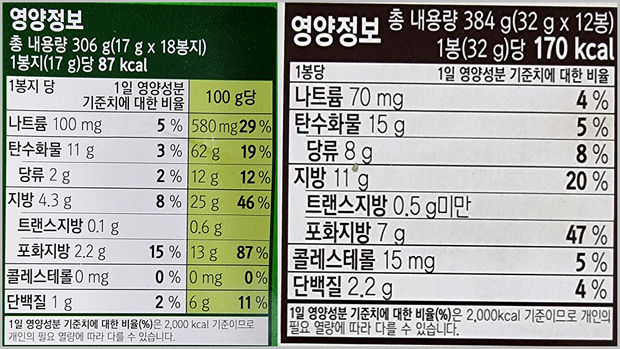 영양정보
총 내용량 306 g(17 g x 18봉지)
1봉지(17 g)당 87 kcal
1봉지 당 1일 영양성분 기준치에 대한 비율 100 g당
나트륨 100 mg 5 % 580 mg 29 %
탄수화물 11 g 3 % 62 g 19 %
당류 2 g 2 % 12 g 12 %
지방 4.3 g 8 % 25 g 46 %
트랜스지방 0.1 g 0.6 g
포화지방 2.2 g 15 % 13 g 87 %
콜레스테롤 0 mg 0 % 0 mg 0 %
단백질 1 g 2 % 6 g 11 %
1일 영양성분 기준치에 대한 비율(%)은 2,000 kcal 기준이므로
개인의 필요 열량에 따라 다를 수 있습니다.
영양정보
총 내용량 384 g(32 g x 12봉)
1봉(32 g)당 170 kcal
1봉당 1일 영양성분 기준치에 대한 비율
나트륨 70 mg 4 %
탄수화물 15 g 5 %
당류 8 g 8 %
지방 11 g 20 %
트랜스지방 0.5 g미만
포화지방 7 g 47 %
콜레스테롤 15 mg 5 %
단백질 2.2 g 4 %
1일 영양성분 기준치에 대한 비율(%)은 2,000kcal 기준이므로 개인의
필요 열량에 따라 다를 수 있습니다.